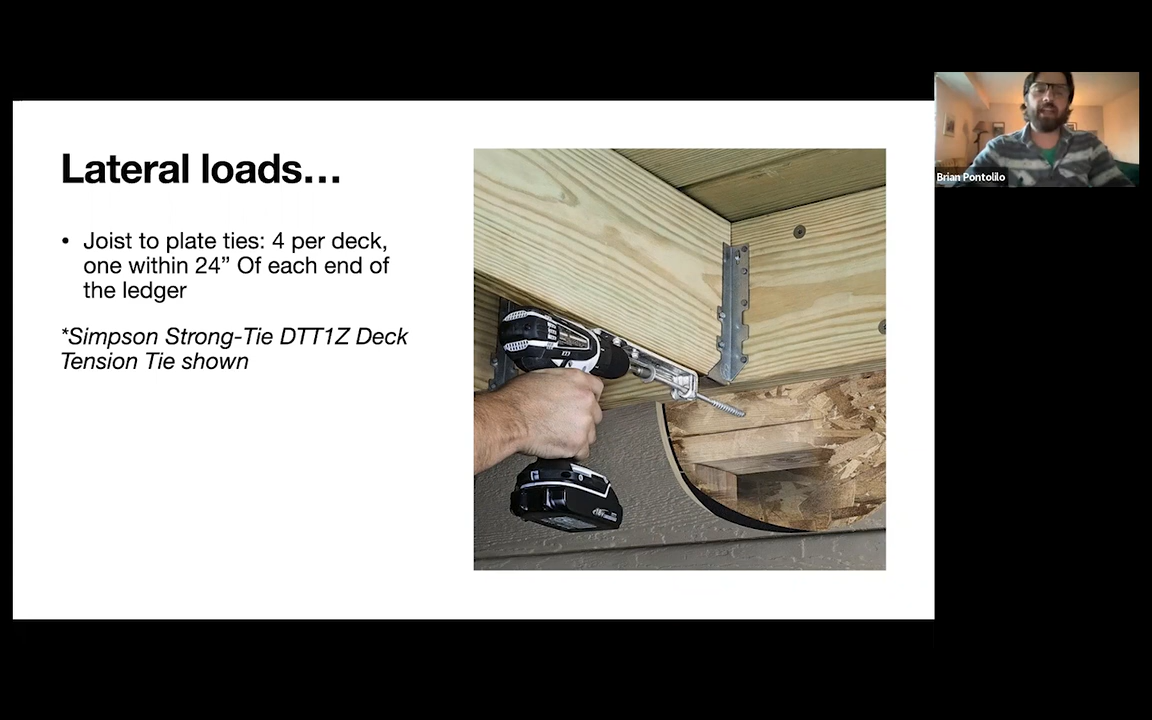 Lateral loads…
• Joist to plate ties: 4 per deck,
one within 24” Of each end of
the ledger
*Simpson Strong-Tie DTT1Z Deck
Tension Tie shown
Brian Pontolilo